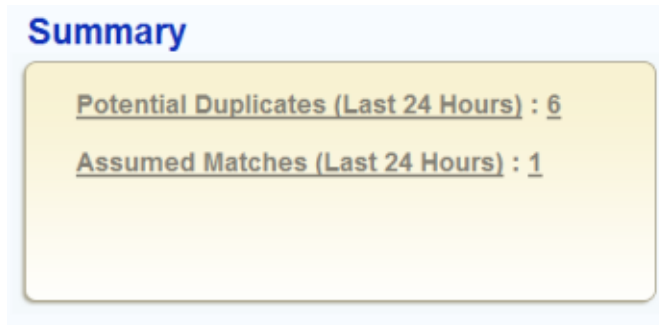 Summary
Potential Duplicates (Last 24 Hours) : 6
Assumed Matches (Last 24 Hours) : 1